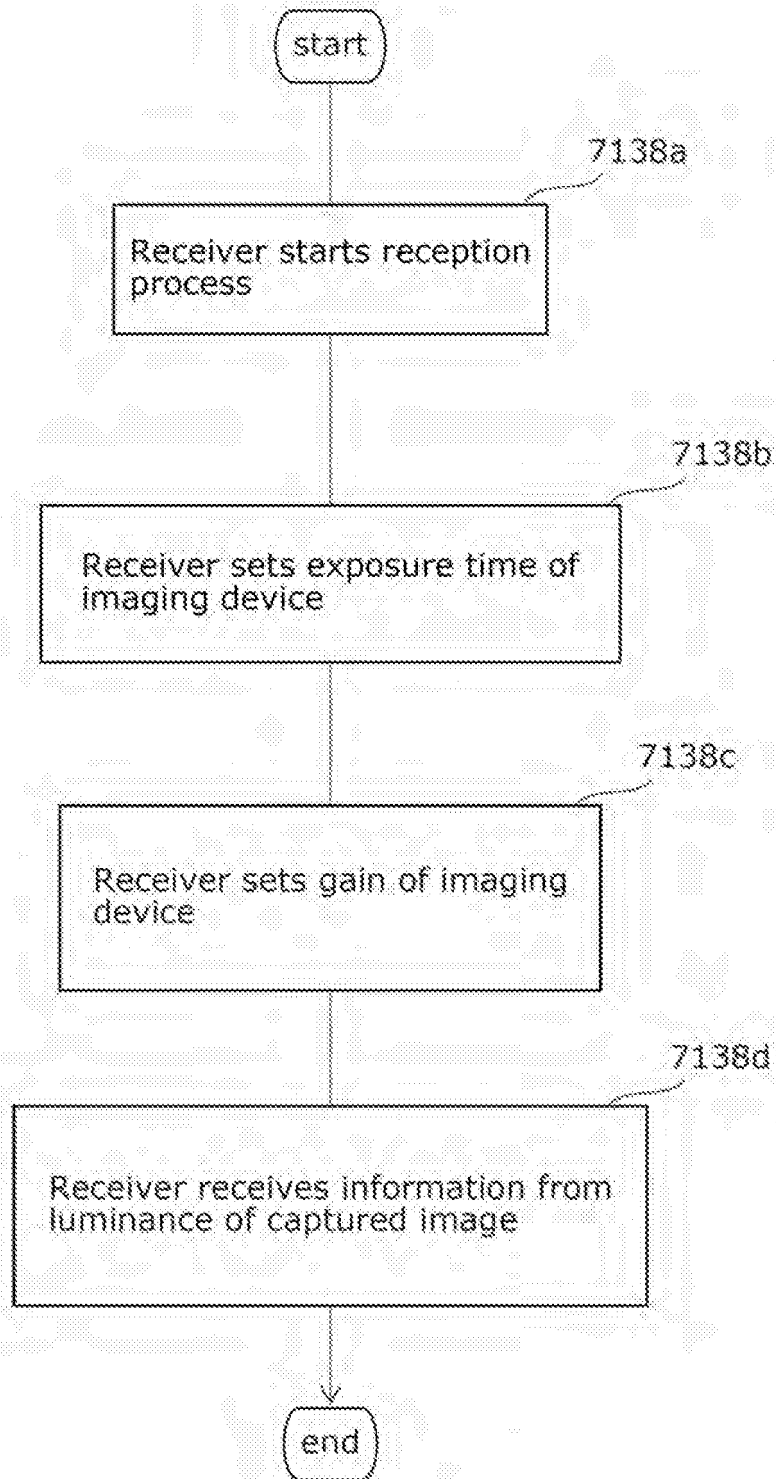 start
7138a
Receiver starts reception
process
7138b
Receiver sets exposure time of
imaging device
7138c
Receiver sets gain of imaging
device
7138d
Receiver receives information from
luminance of captured image
end